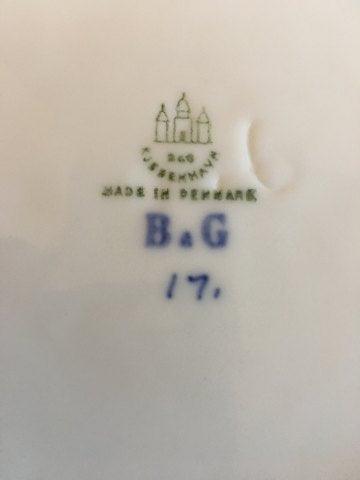 B&G
KJØBENHAVN
MADE IN DENMARK
B&G
17.